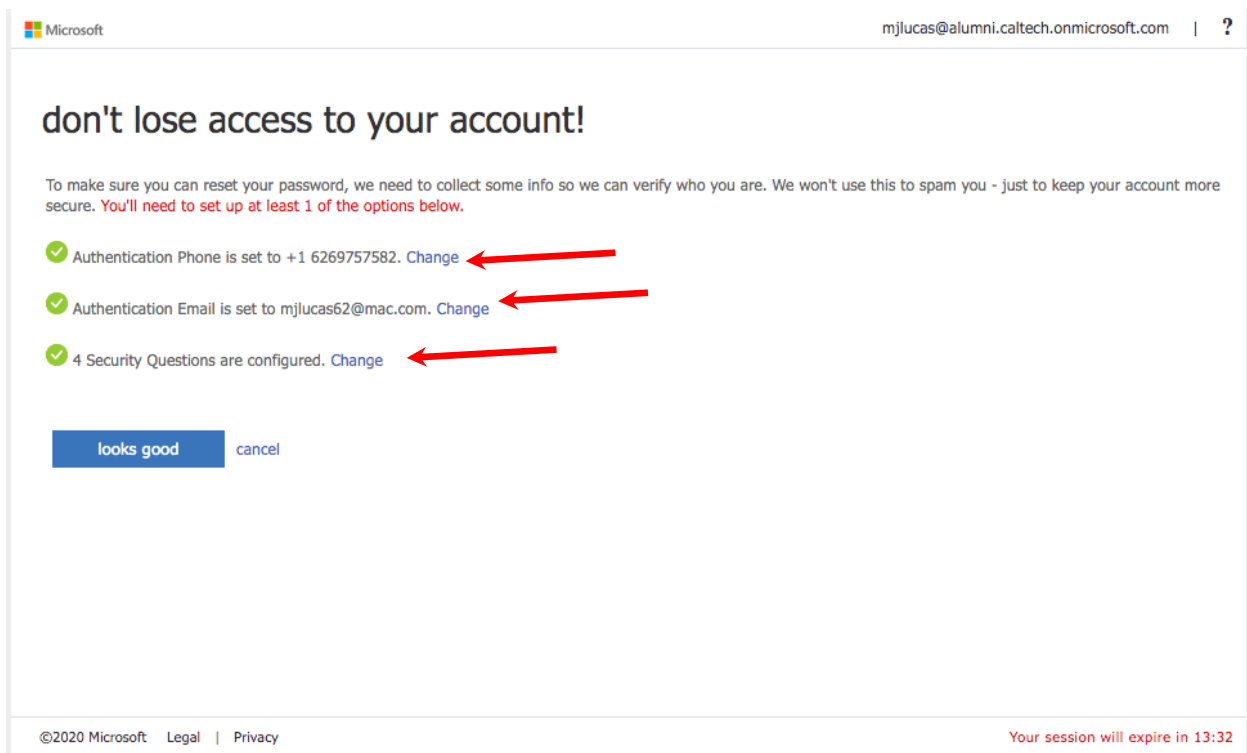 Microsoft
mjlucas@alumni.caltech.onmicrosoft.com | ?
don't lose access to your account!
To make sure you can reset your password, we need to collect some info so we can verify who you are. We won't use this to spam you - just to keep your account more
secure. You'll need to set up at least 1 of the options below.
Authentication Phone is set to +1 6269757582. Change
Authentication Email is set to mjlucas62@mac.com. Change
4 Security Questions are configured. Change
looks good cancel
©2020 Microsoft Legal | Privacy
Your session will expire in 13:32